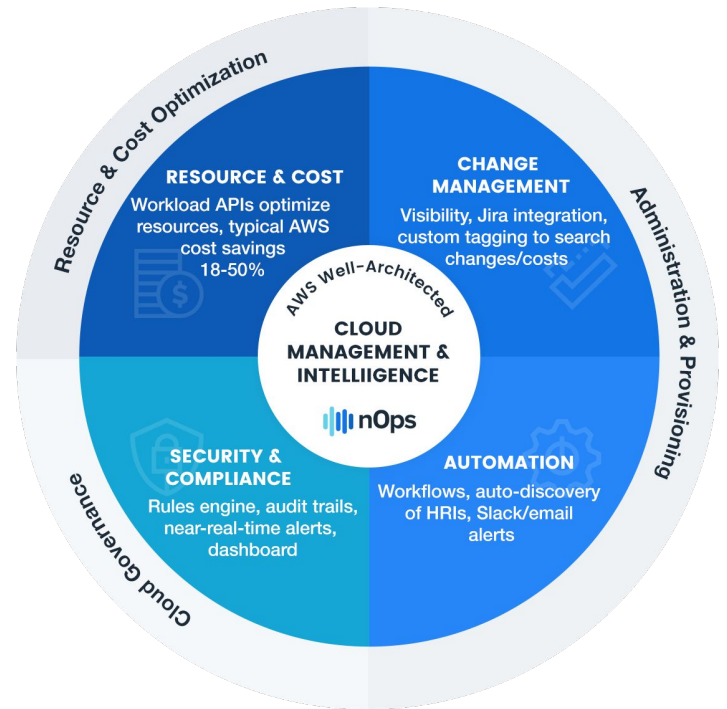 Resource & Cost Optimization
Administration & Provisioning
Cloud Governance
RESOURCE & COST
Workload APIs optimize
resources, typical AWS
cost savings
18-50%
CHANGE
MANAGEMENT
Visibility, Jira integration,
custom tagging to search
changes/costs
AWS Well-Architected
CLOUD
MANAGEMENT &
INTELLIIGENCE
nOps
SECURITY &
COMPLIANCE
Rules engine, audit trails,
near-real-time alerts,
dashboard
AUTOMATION
Workflows, auto-discovery
of HRIs, Slack/email
alerts